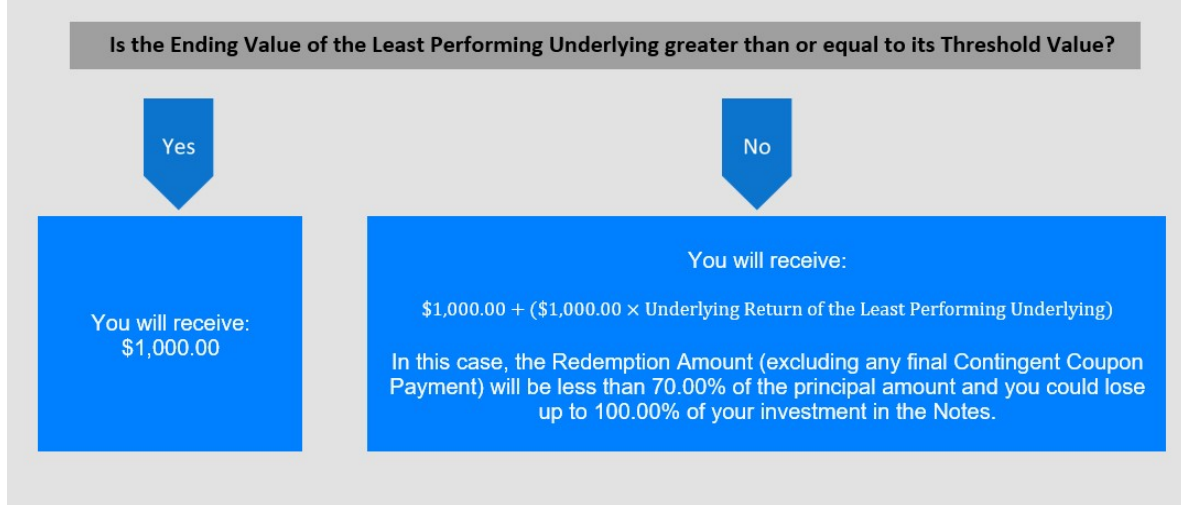 Is the Ending Value of the Least Performing Underlying greater than or equal to its Threshold Value?
Yes
No
You will receive:
$1,000.00
You will receive:
$1,000.00 + ($1,000.00 × Underlying Return of the Least Performing Underlying)
In this case, the Redemption Amount (excluding any final Contingent Coupon
Payment) will be less than 70.00% of the principal amount and you could lose
up to 100.00% of your investment in the Notes.